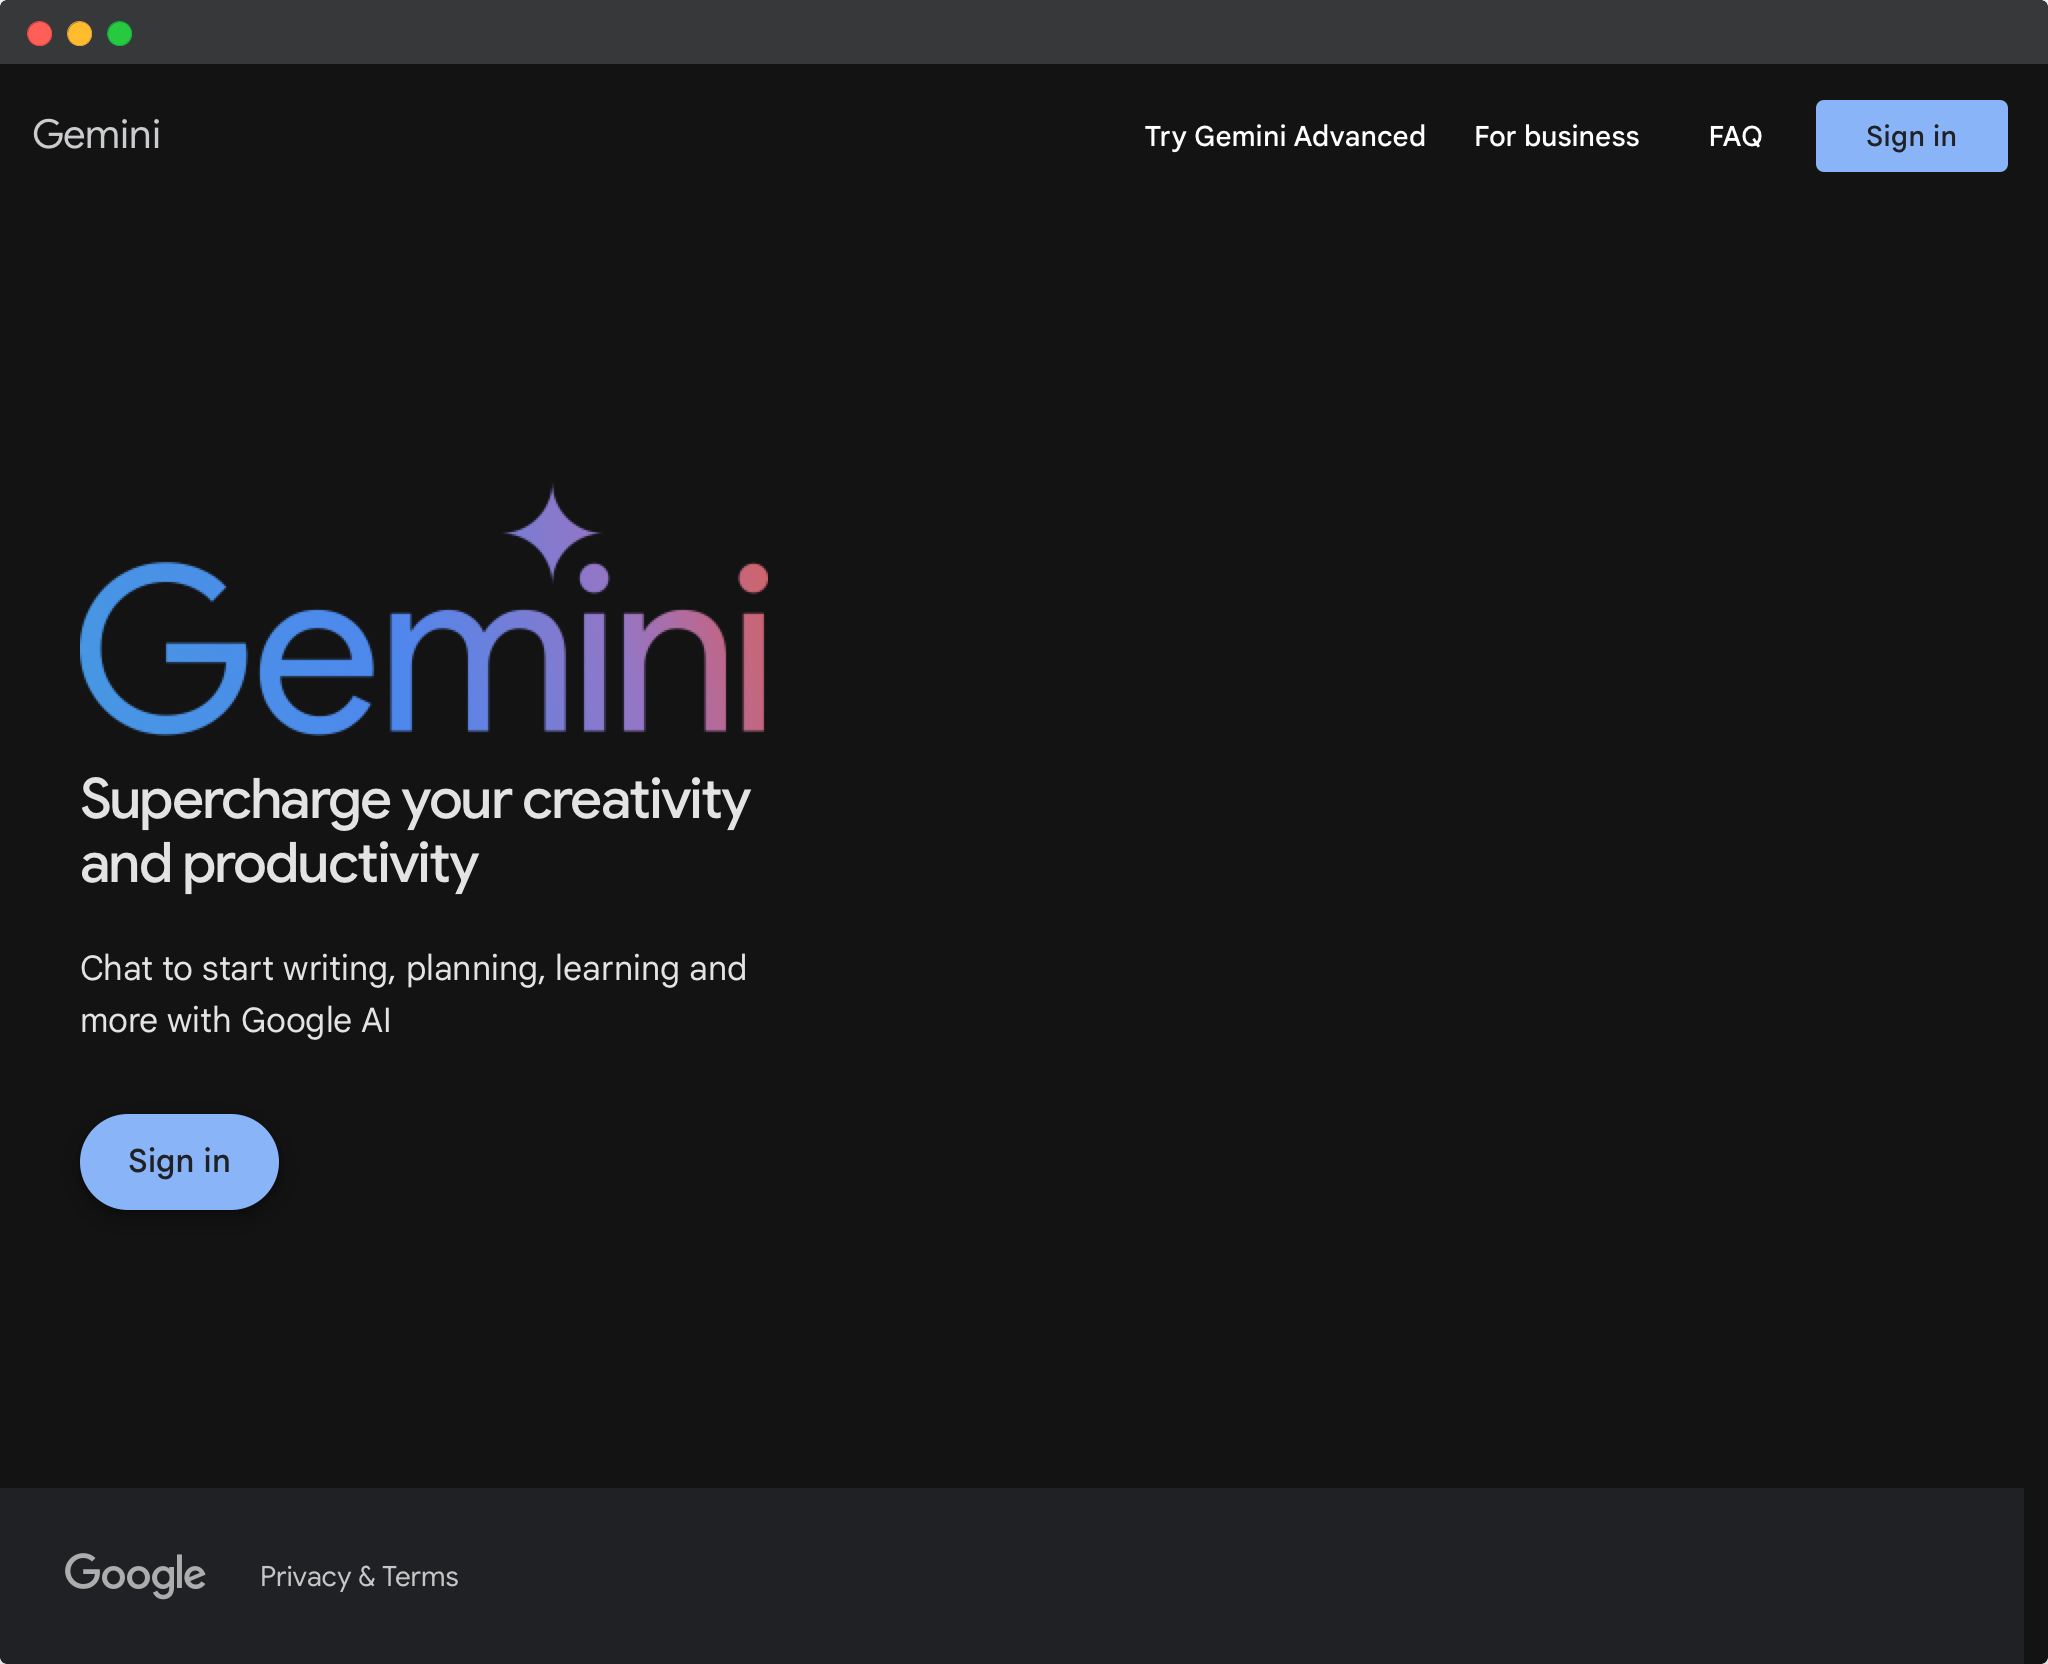 Gemini
Try Gemini Advanced
For business
FAQ
Sign in
Gemini
Supercharge your creativity
and productivity
Chat to start writing, planning, learning and
more with Google AI
Sign in
Google
Privacy & Terms